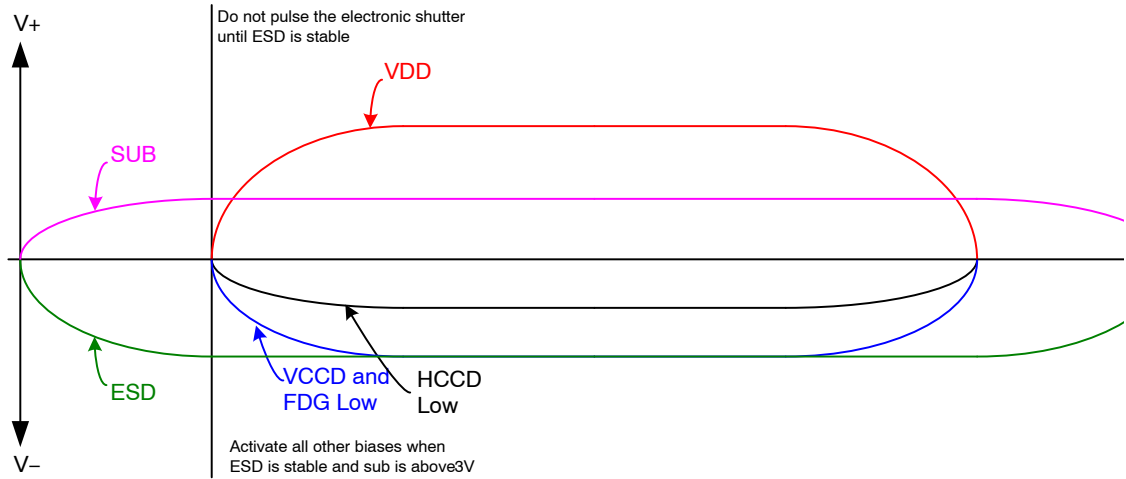 V+
Do not pulse the electronic shutter
until ESD is stable
VDD
SUB
ESD
VCCD and
FDG Low
HCCD
Low
V−
Activate all other biases when
ESD is stable and sub is above3V